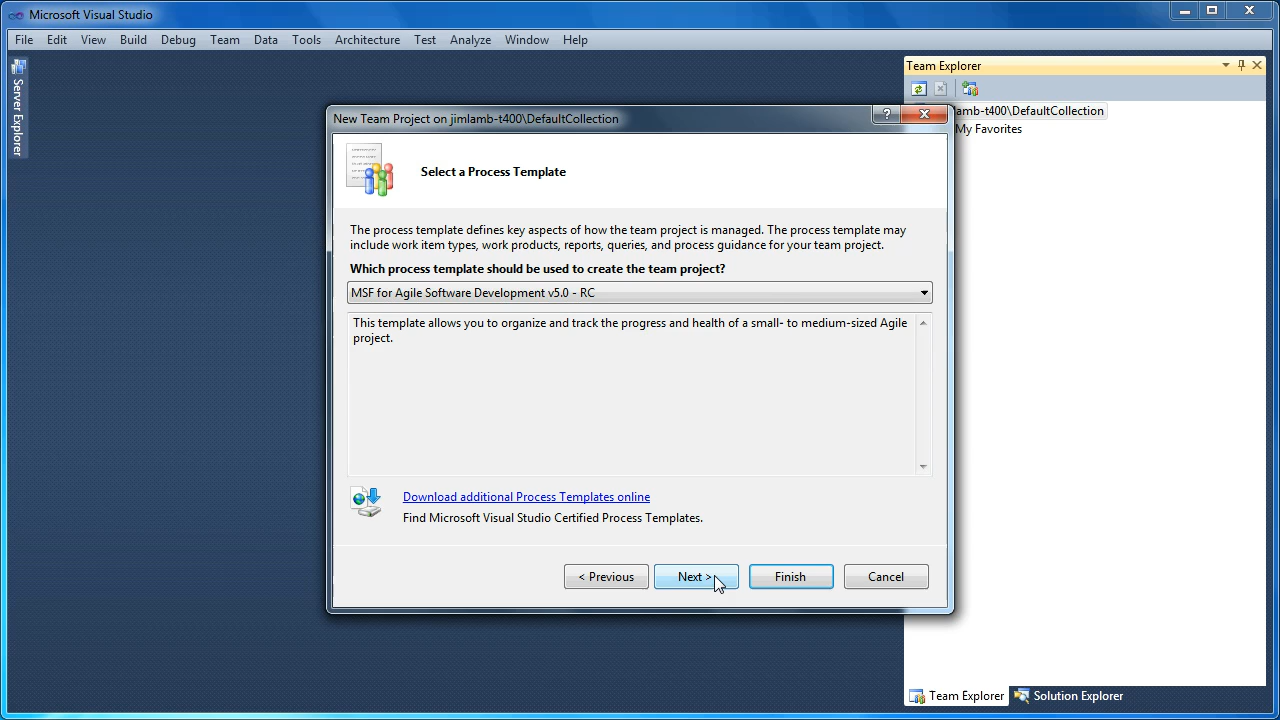 Microsoft Visual Studio
File Edit View Build Debug Team Data Tools Architecture Test Analyze Window Help
Server Explorer
Team Explorer
amb-t400\DefaultCollection
My Favorites
New Team Project on jimlamb-t400\DefaultCollection
?
Select a Process Template
The process template defines key aspects of how the team project is managed. The process template may
include work item types, work products, reports, queries, and process guidance for your team project.
Which process template should be used to create the team project?
MSF for Agile Software Development v5.0 - RC
This template allows you to organize and track the progress and health of a small- to medium-sized Agile
project.
Download additional Process Templates online
Find Microsoft Visual Studio Certified Process Templates.
< Previous Next > Finish Cancel
Team Explorer Solution Explorer